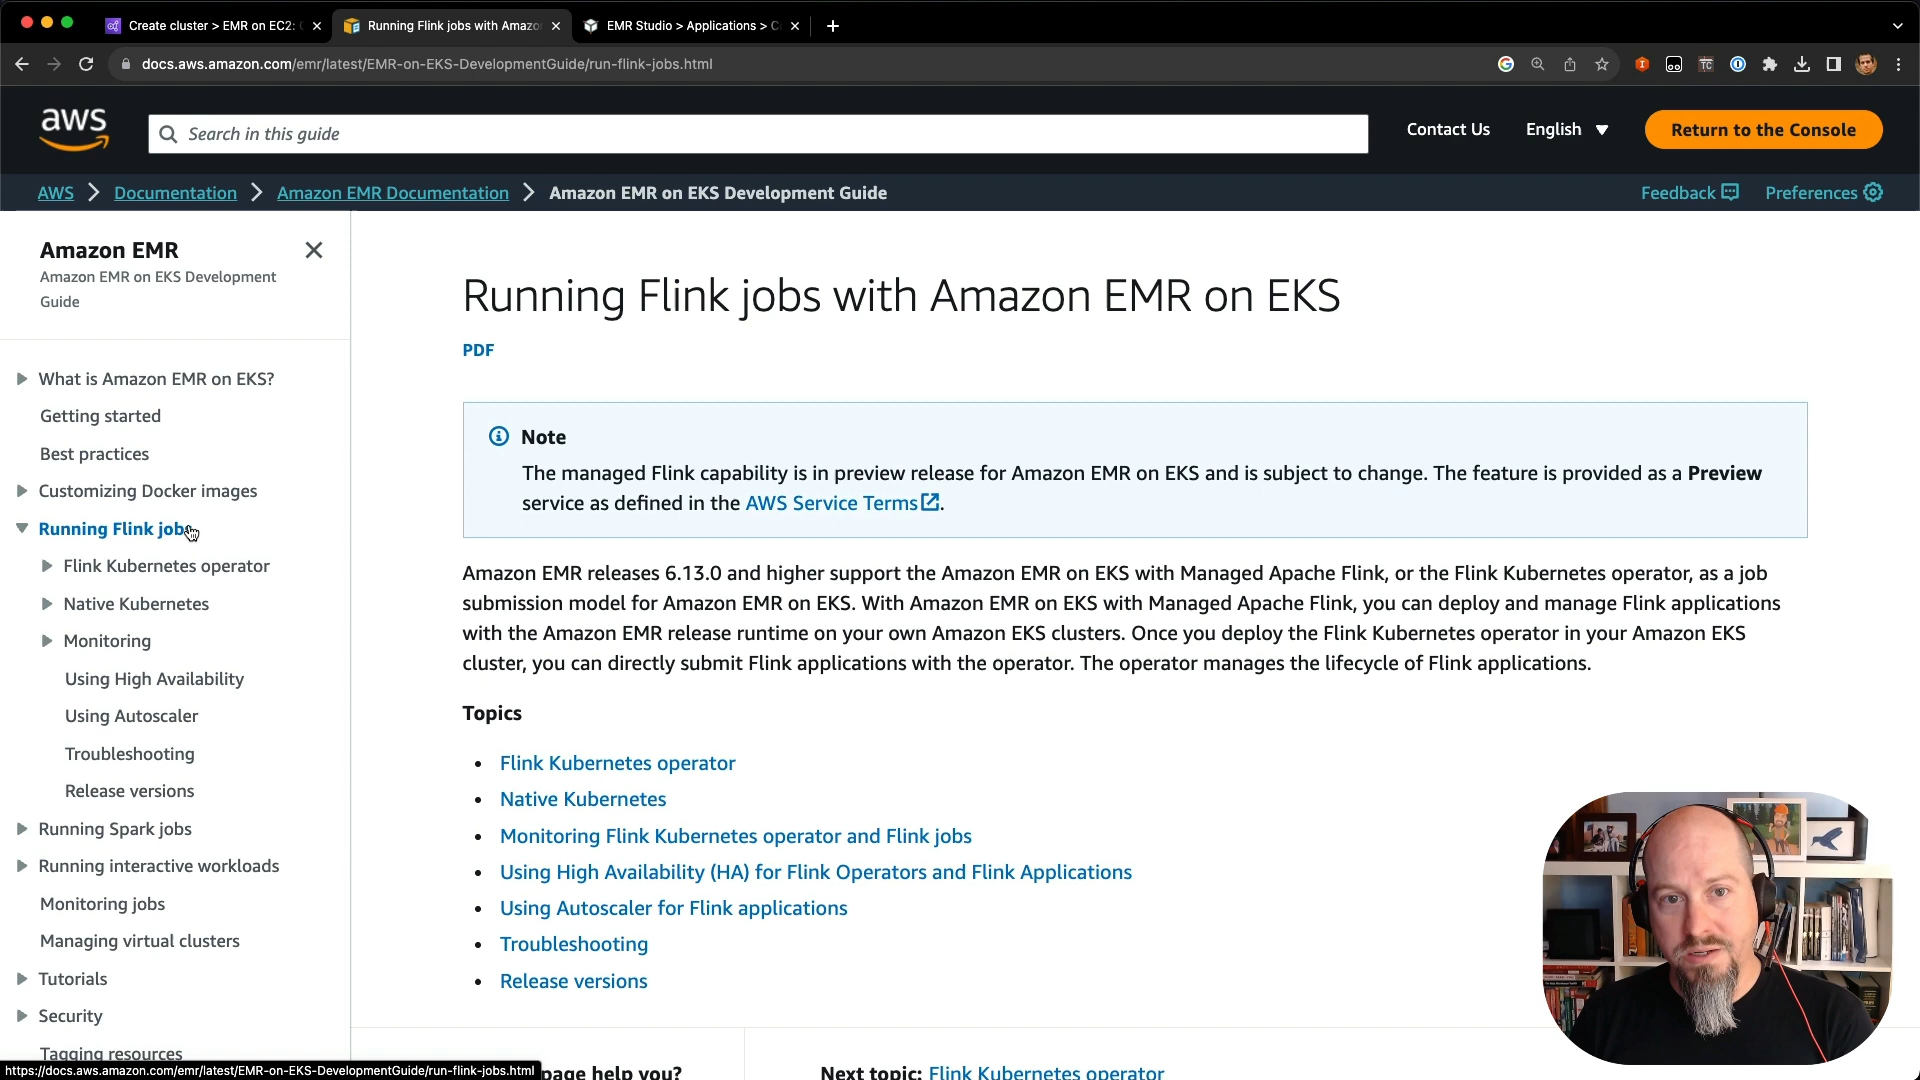 Create cluster > EMR on EC2:
Running Flink jobs with Amazo
EMR Studio > Applications >
docs.aws.amazon.com/emr/latest/EMR-on-EKS-DevelopmentGuide/run-flink-jobs.html
aws
Search in this guide
Contact Us
English
Return to the Console
AWS > Documentation > Amazon EMR Documentation > Amazon EMR on EKS Development Guide
Feedback
Preferences
Amazon EMR
Amazon EMR on EKS Development
Guide
What is Amazon EMR on EKS?
Getting started
Best practices
Customizing Docker images
Running Flink jobs
Flink Kubernetes operator
Native Kubernetes
Monitoring
Using High Availability
Using Autoscaler
Troubleshooting
Release versions
Running Spark jobs
Running interactive workloads
Monitoring jobs
Managing virtual clusters
Tutorials
Security
Tagging resources
https://docs.aws.amazon.com/emr/latest/EMR-on-EKS-DevelopmentGuide/run-flink-jobs.html
Running Flink jobs with Amazon EMR on EKS
PDF
Note
The managed Flink capability is in preview release for Amazon EMR on EKS and is subject to change. The feature is provided as a Preview
service as defined in the AWS Service Terms.
Amazon EMR releases 6.13.0 and higher support the Amazon EMR on EKS with Managed Apache Flink, or the Flink Kubernetes operator, as a job
submission model for Amazon EMR on EKS. With Amazon EMR on EKS with Managed Apache Flink, you can deploy and manage Flink applications
with the Amazon EMR release runtime on your own Amazon EKS clusters. Once you deploy the Flink Kubernetes operator in your Amazon EKS
cluster, you can directly submit Flink applications with the operator. The operator manages the lifecycle of Flink applications.
Topics
• Flink Kubernetes operator
• Native Kubernetes
• Monitoring Flink Kubernetes operator and Flink jobs
• Using High Availability (HA) for Flink Operators and Flink Applications
• Using Autoscaler for Flink applications
• Troubleshooting
• Release versions
page help you?
Next topic: Flink Kubernetes operator